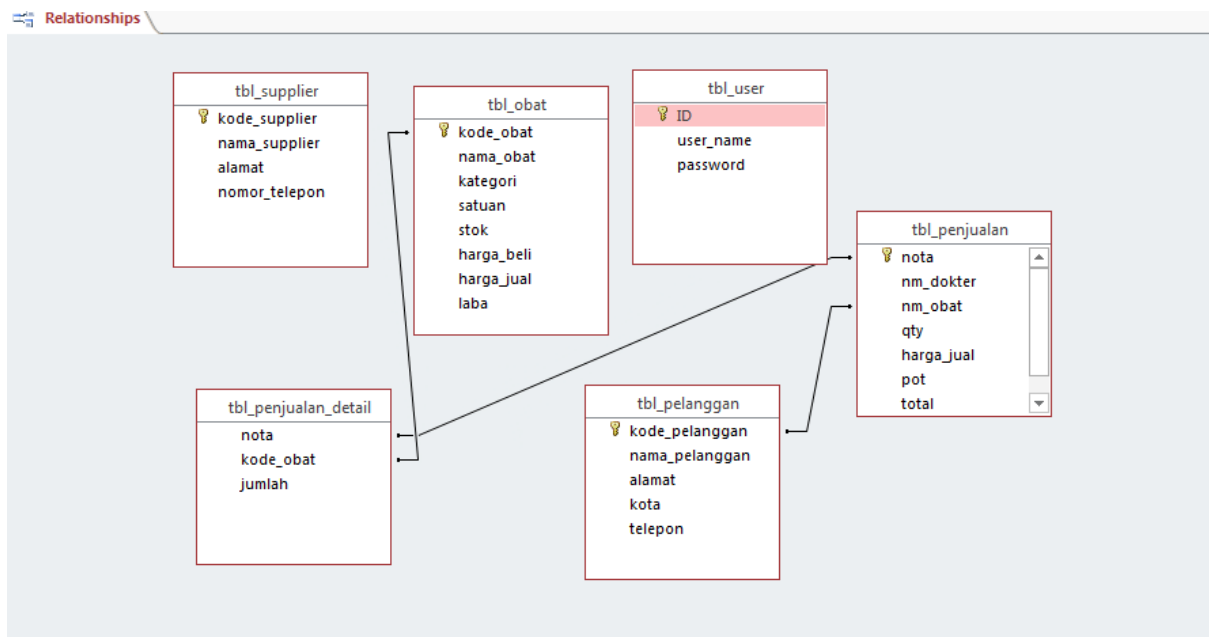 Relationships
tbl_supplier
kode_supplier
nama_supplier
alamat
nomor_telepon
tbl_obat
kode_obat
nama_obat
kategori
satuan
stok
harga_beli
harga_jual
laba
tbl_user
ID
user_name
password
tbl_penjualan
nota
nm_dokter
nm_obat
qty
harga_jual
pot
total
tbl_penjualan_detail
nota
kode_obat
jumlah
tbl_pelanggan
kode_pelanggan
nama_pelanggan
alamat
kota
telepon